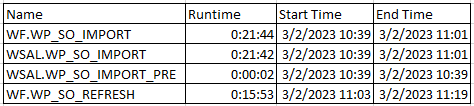 Name Runtime Start Time End Time
WF.WP_SO_IMPORT 0:21:44 3/2/2023 10:39 3/2/2023 11:01
WSAL.WP_SO_IMPORT 0:21:42 3/2/2023 10:39 3/2/2023 11:01
WSAL.WP_SO_IMPORT_PRE 0:00:02 3/2/2023 10:39 3/2/2023 10:39
WF.WP_SO_REFRESH 0:15:53 3/2/2023 11:03 3/2/2023 11:19